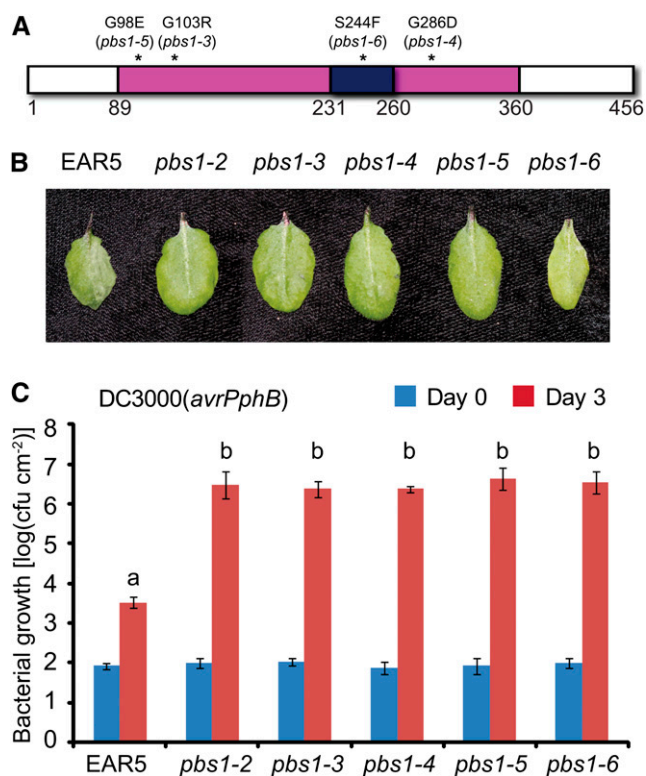 A
G98E G103R S244F G286D
(pbs1-5) (pbs1-3) (pbs1-6) (pbs1-4)
* * * *
1 89 231 260 360 456
B
EAR5 pbs1-2 pbs1-3 pbs1-4 pbs1-5 pbs1-6
C
DC3000(avrPphB) Day 0 Day 3
Bacterial growth [log(cfu cm-2)]
8
7
6
5
4
3
2
1
0
a b b b b b
EAR5 pbs1-2 pbs1-3 pbs1-4 pbs1-5 pbs1-6